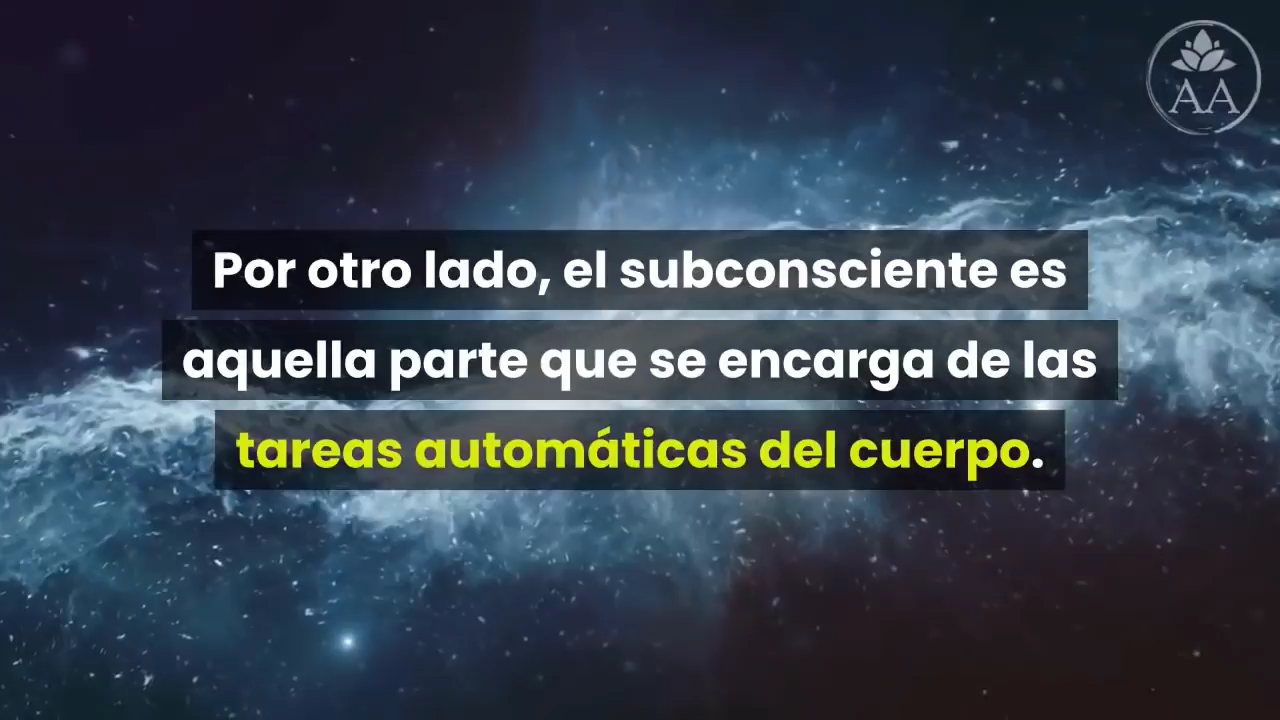 AA
Por otro lado, el subconsciente es
aquella parte que se encarga de las
tareas automáticas del cuerpo.